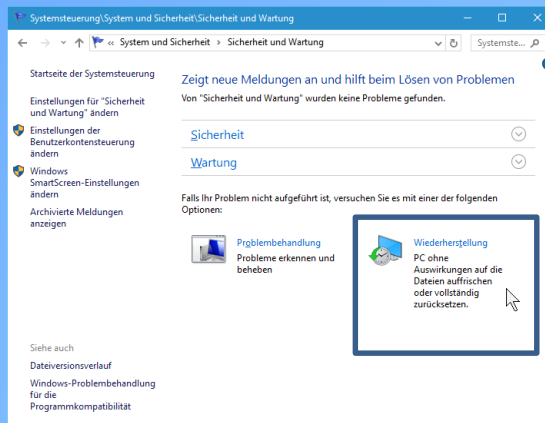 Systemsteuerung\System und Sicherheit\Sicherheit und Wartung
« System und Sicherheit › Sicherheit und Wartung
Systemste...
Startseite der Systemsteuerung
Einstellungen für "Sicherheit
und Wartung" ändern
Einstellungen der
Benutzerkontensteuerung
ändern
Windows
SmartScreen-Einstellungen
ändern
Archivierte Meldungen
anzeigen
Zeigt neue Meldungen an und hilft beim Lösen von Problemen
Von "Sicherheit und Wartung" wurden keine Probleme gefunden.
Sicherheit
Wartung
Falls Ihr Problem nicht aufgeführt ist, versuchen Sie es mit einer der folgenden
Optionen:
Problembehandlung
Probleme erkennen und
beheben
Wiederherstellung
PC ohne
Auswirkungen auf die
Dateien auffrischen
oder vollständig
zurücksetzen.
Siehe auch
Dateiversionsverlauf
Windows-Problembehandlung
für die
Programmkompatibilität